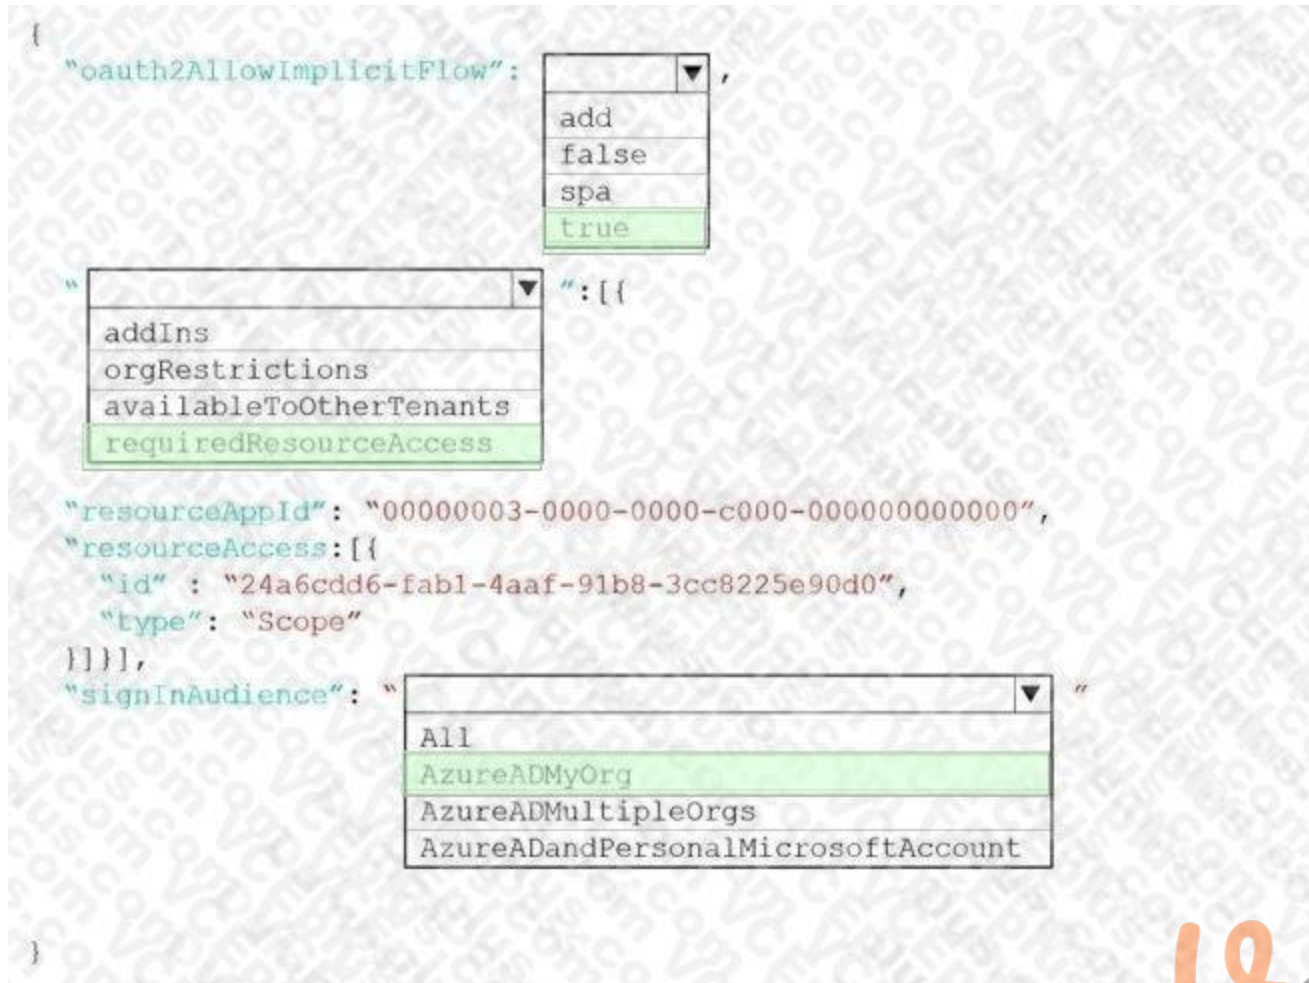 {
"oauth2AllowImplicitFlow": ▼ ,
add
false
spa
true
" ▼ ":[{
addIns
orgRestrictions
availableToOtherTenants
requiredResourceAccess
"resourceAppId": "00000003-0000-0000-c000-000000000000",
"resourceAccess:[{
"id" : "24a6cdd6-fab1-4aaf-91b8-3cc8225e90d0",
"type": "Scope"
}]}],
"signInAudience": " ▼ "
All
AzureADMyOrg
AzureADMultipleOrgs
AzureADandPersonalMicrosoftAccount
}